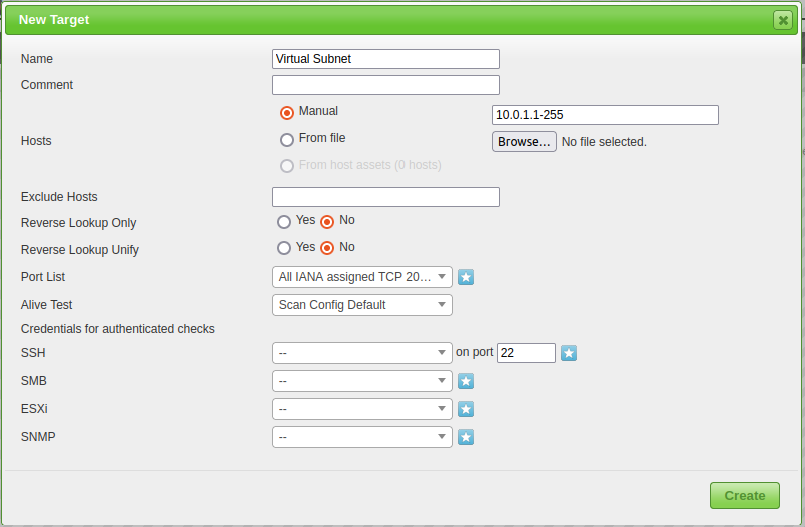 New Target
Name Virtual Subnet
Comment
Manual 10.0.1.1-255
Hosts From file Browse... No file selected.
From host assets (0 hosts)
Exclude Hosts
Reverse Lookup Only Yes No
Reverse Lookup Unify Yes No
Port List All IANA assigned TCP 20...
Alive Test Scan Config Default
Credentials for authenticated checks
SSH -- on port 22
SMB --
ESXi --
SNMP --
Create